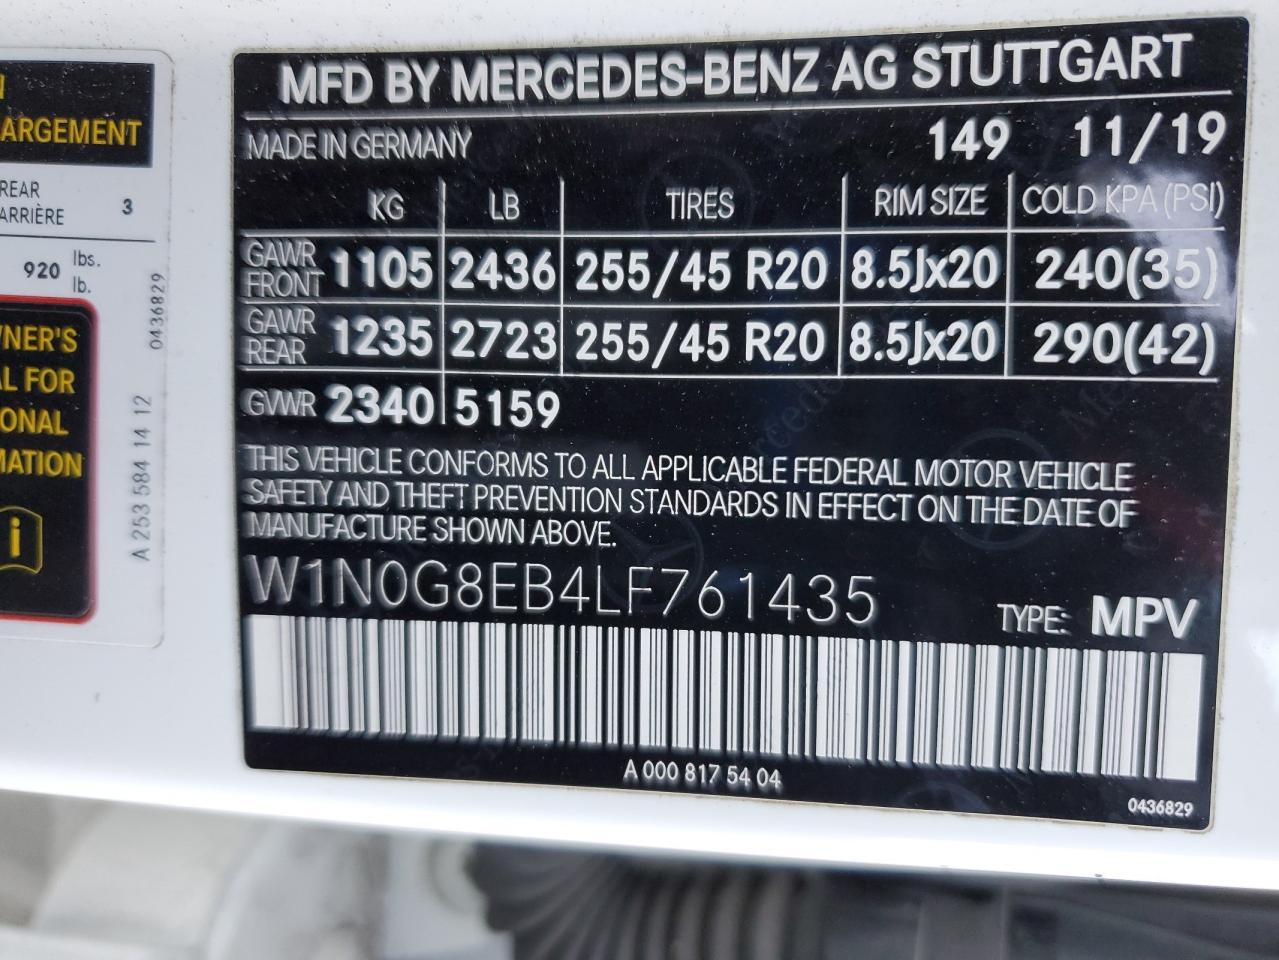 N
ARGEMENT
REAR
ARRIÈRE
3
920 lbs.
lb.
WNER'S
AL FOR
ONAL
MATION
i
0436829
A 253 584 14 12
MFD BY MERCEDES-BENZ AG STUTTGART
MADE IN GERMANY 149 11/19
KG LB TIRES RIM SIZE COLD KPA (PSI)
GAWR FRONT 1105 2436 255/45 R20 8.5Jx20 240(35)
GAWR REAR 1235 2723 255/45 R20 8.5Jx20 290(42)
GVWR 2340 5159
THIS VEHICLE CONFORMS TO ALL APPLICABLE FEDERAL MOTOR VEHICLE
SAFETY AND THEFT PREVENTION STANDARDS IN EFFECT ON THE DATE OF
MANUFACTURE SHOWN ABOVE.
W1N0G8EB4LF761435
TYPE: MPV
A 000 817 54 04
0436829